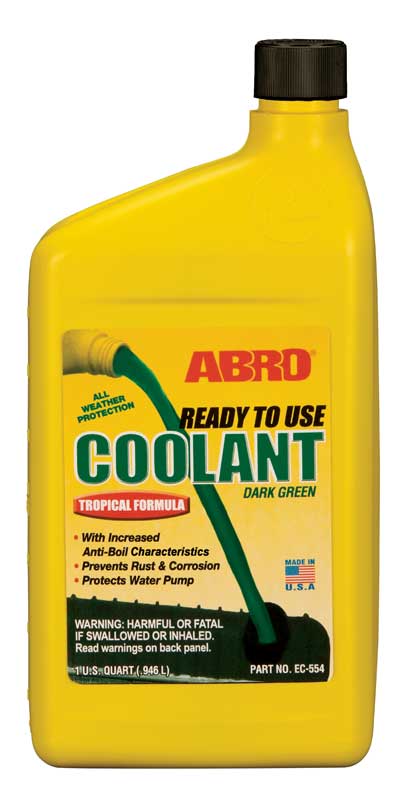 ABRO®
ALL
WEATHER
PROTECTION
READY TO USE
COOLANT
DARK GREEN
TROPICAL FORMULA
• With Increased
Anti-Boil Characteristics
• Prevents Rust & Corrosion
• Protects Water Pump
MADE IN
U.S.A
WARNING: HARMFUL OR FATAL
IF SWALLOWED OR INHALED.
Read warnings on back panel.
1 U.S. QUART (.946 L)
PART NO. EC-554